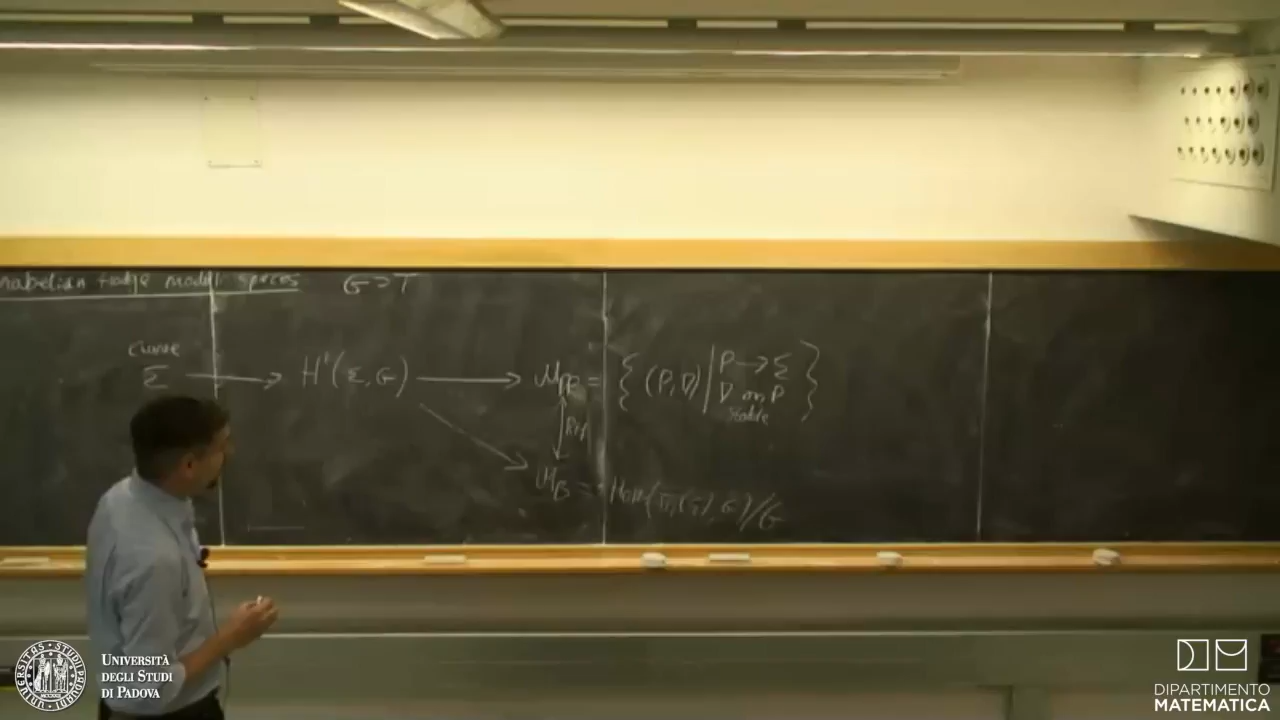 nabelian Hodge moduli spaces G ⊃ T
curve
Σ → H¹(Σ, G) → M_DR = { (P, ∇) | P → Σ
∇ on P
stable }
RH
M_B = Hom(π₁(Σ), G)/G
UNIVERSITÀ
DEGLI STUDI
DI PADOVA
DIPARTIMENTO
MATEMATICA